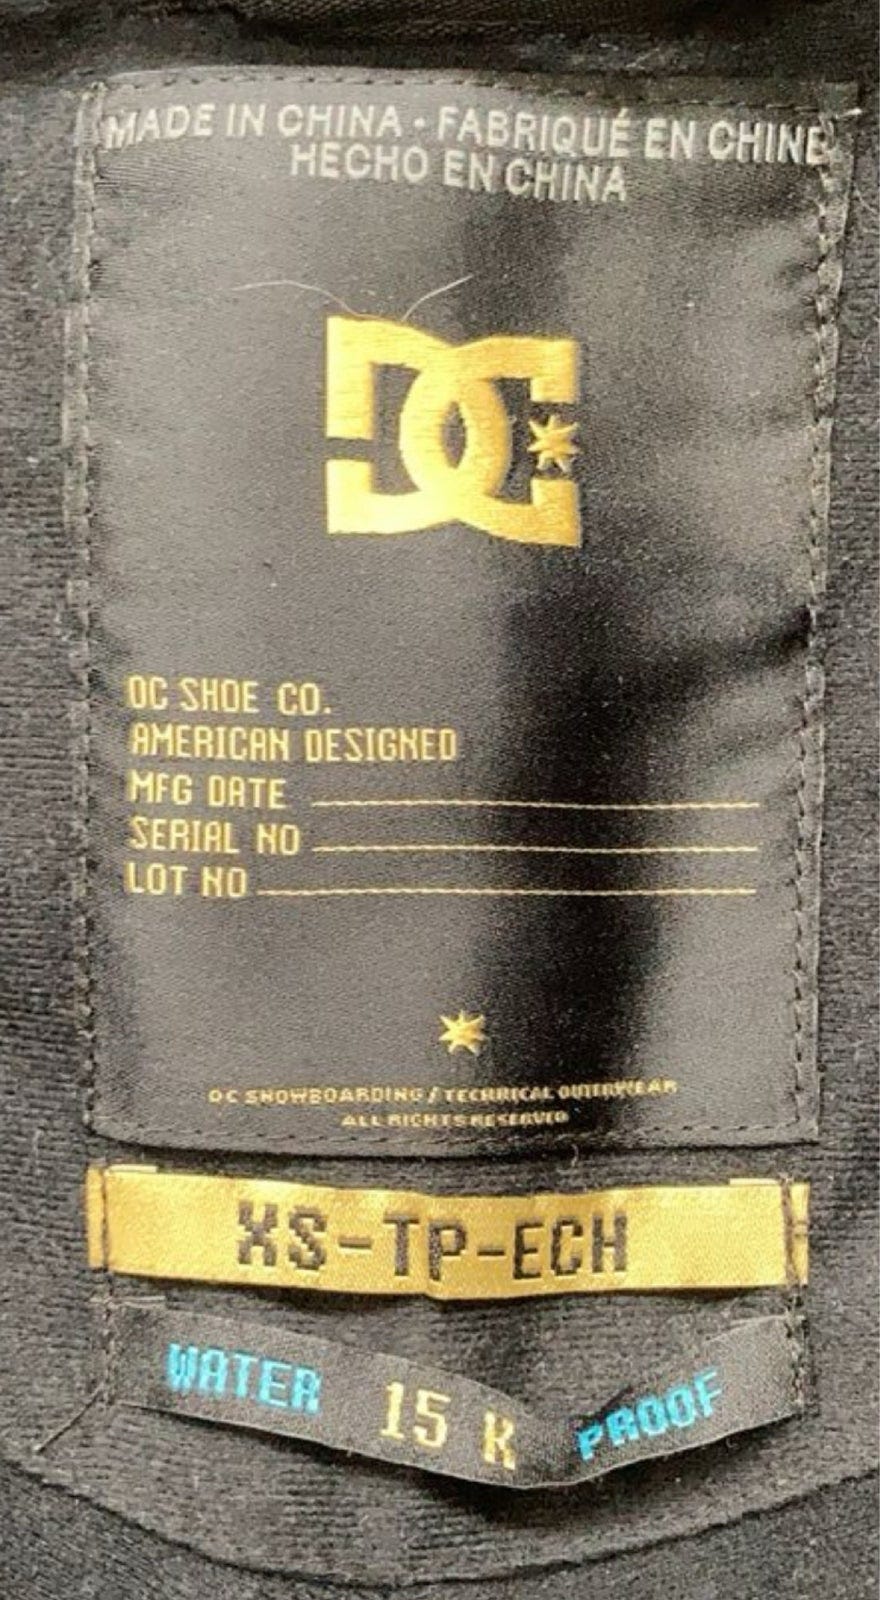 MADE IN CHINA • FABRIQUÉ EN CHINE
HECHO EN CHINA
DC
DC SHOE CO.
AMERICAN DESIGNED
MFG DATE
SERIAL NO
LOT NO
DC SNOWBOARDING / TECHNICAL OUTERWEAR
ALL RIGHTS RESERVED
XS-TP-ECH
WATER 15 K PROOF